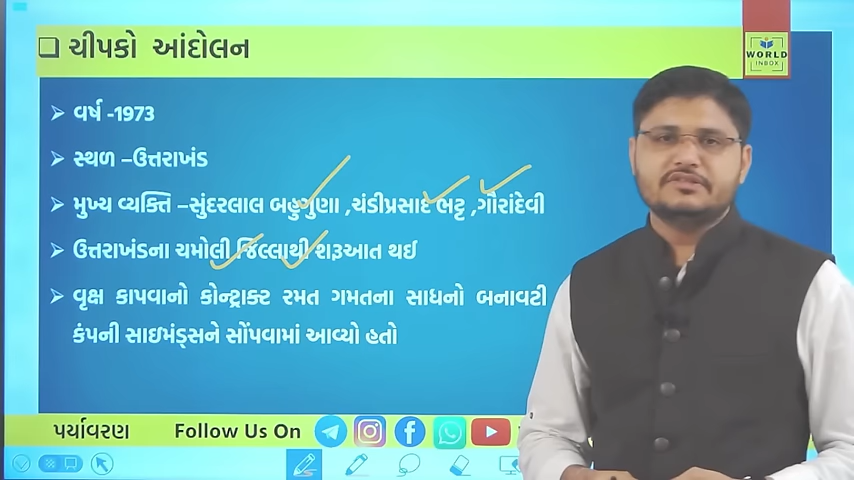 ❑ ચીપકો આંદોલન
WORLD
INBOX
➢ વર્ષ -1973
➢ સ્થળ –ઉત્તરાખંડ
➢ મુખ્ય વ્યક્તિ –સુંદરલાલ બહુગુણા ,ચંડીપ્રસાદ ભટ્ટ ,ગૌરાંદેવી
➢ ઉત્તરાખંડના ચમોલી જિલ્લાથી શરૂઆત થઈ
➢ વૃક્ષ કાપવાનો કોન્ટ્રાક્ટ રમત ગમતના સાધનો બનાવટી
કંપની સાઇમંડ્સને સોંપવામાં આવ્યો હતો
પર્યાવરણ Follow Us On